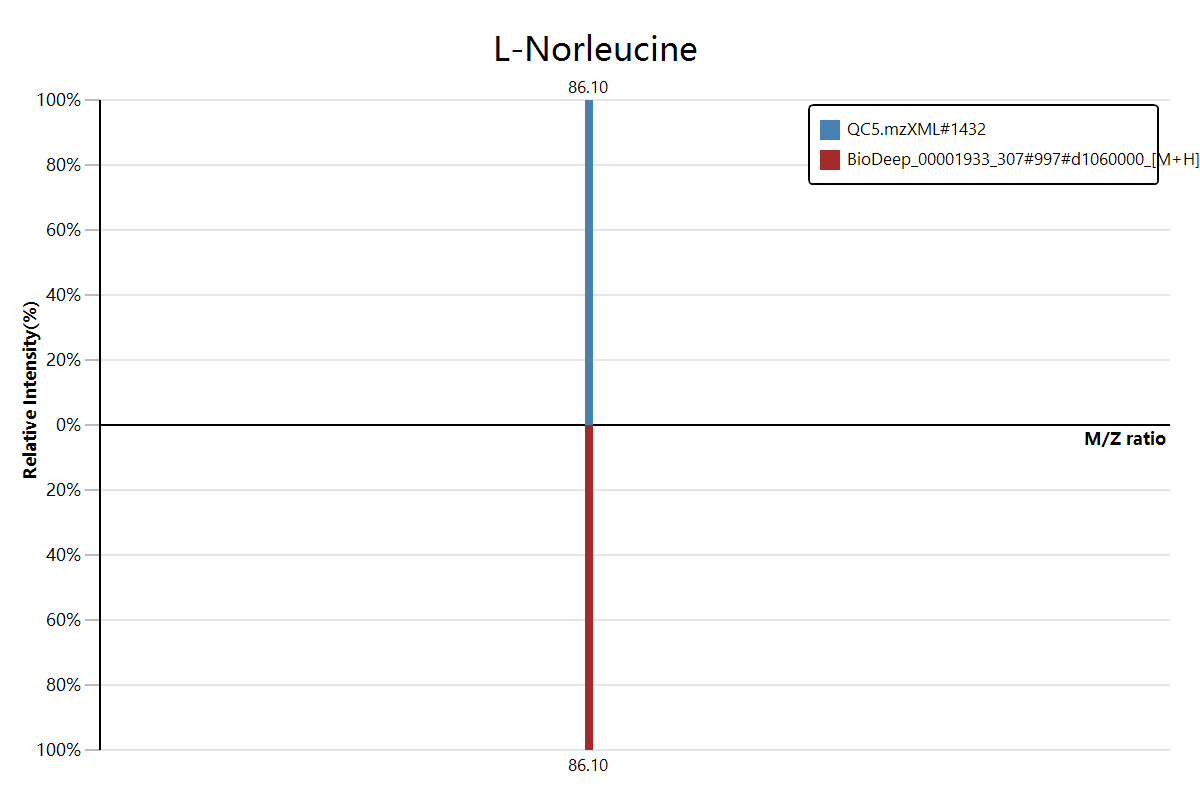 L-Norleucine
86.10
QC5.mzXML#1432
BioDeep_00001933_307#997#d1060000_[M+H]
100%
80%
60%
40%
20%
0%
20%
40%
60%
80%
100%
Relative Intensity(%)
M/Z ratio
86.10